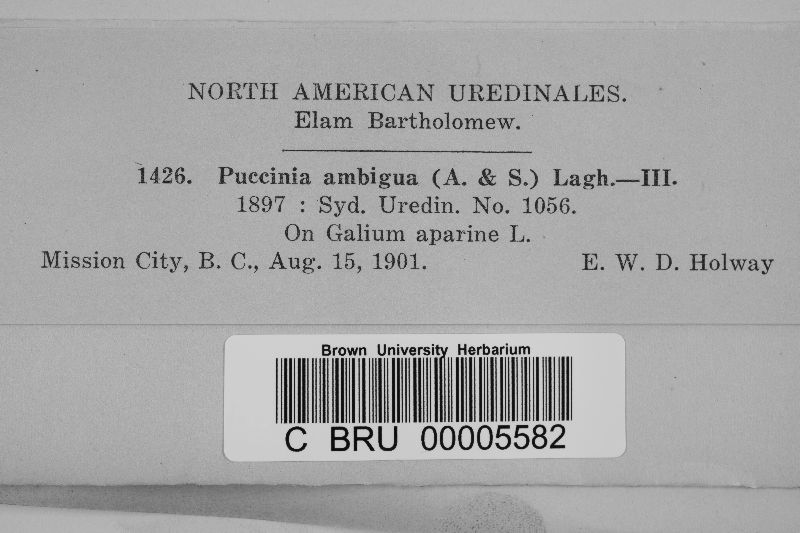 NORTH AMERICAN UREDINALES.
Elam Bartholomew.
1426. Puccinia ambigua (A. & S.) Lagh.—III.
1897 : Syd. Uredin. No. 1056.
On Galium aparine L.
Mission City, B. C., Aug. 15, 1901. E. W. D. Holway
Brown University Herbarium
C BRU 00005582